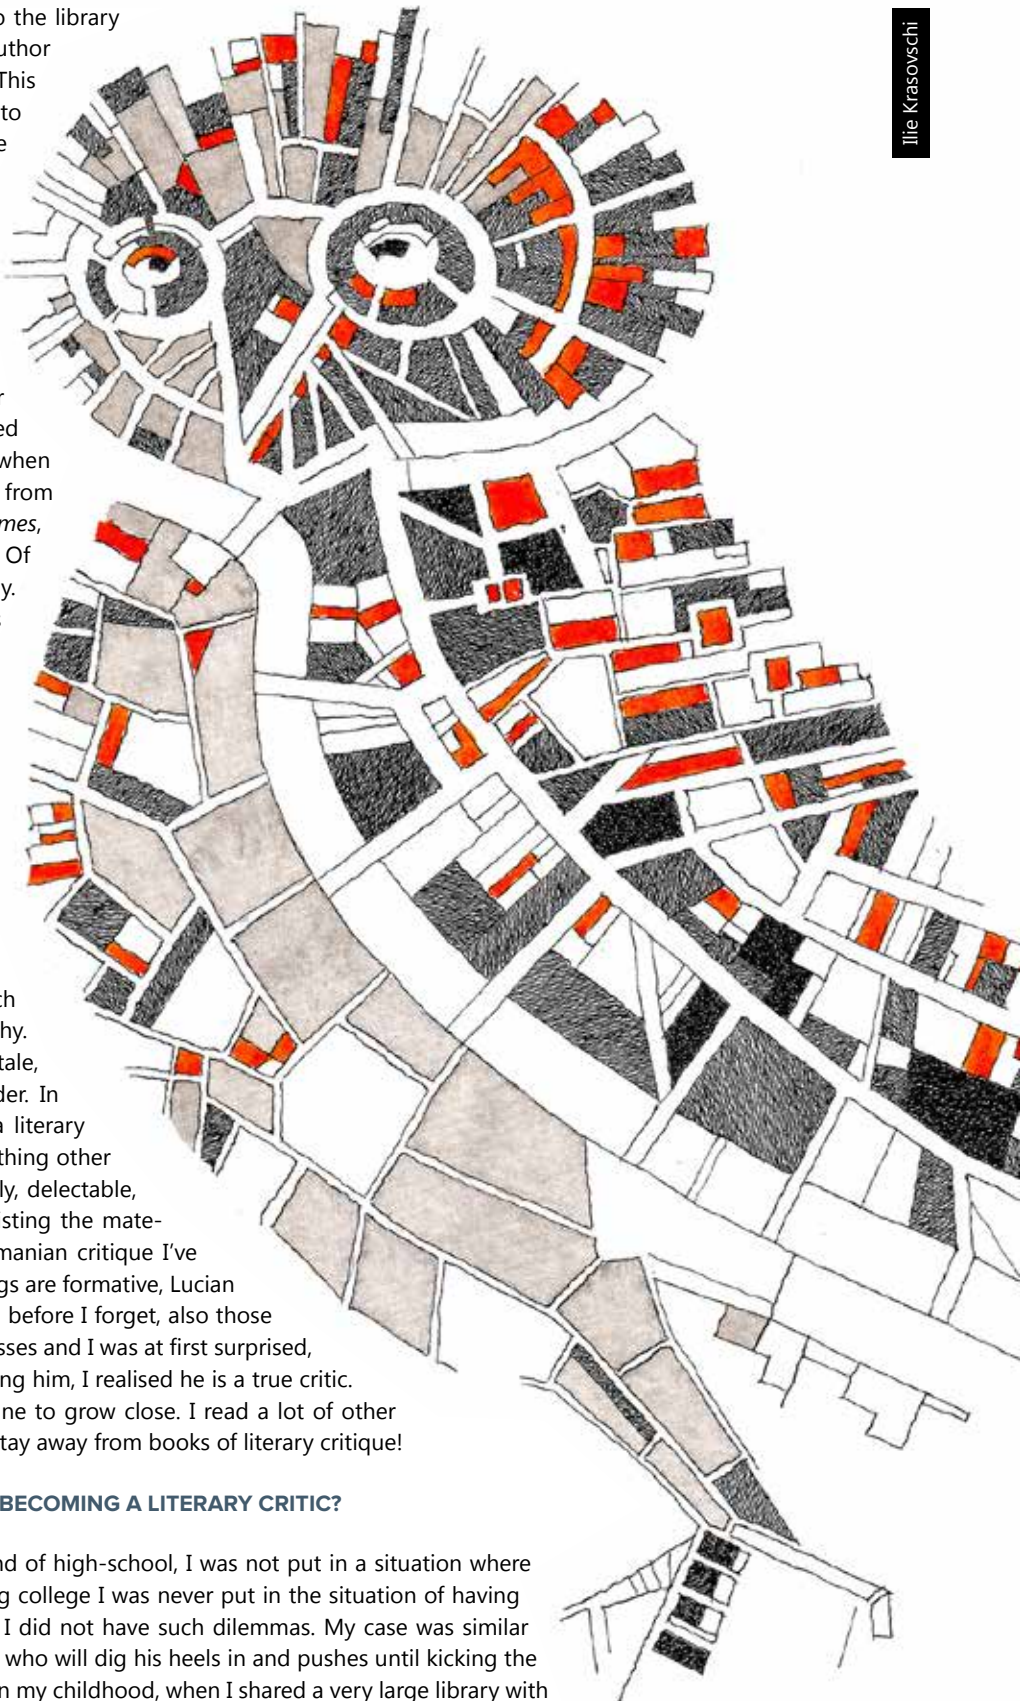 o the library
uthor
This
to
e
r
ed
when
from
mes,
Of
y.
s
ch
hy.
tale,
der. In
a literary
thing other
ly, delectable,
isting the mate-
manian critique I've
gs are formative, Lucian
before I forget, also those
sses and I was at first surprised,
ing him, I realised he is a true critic.
ne to grow close. I read a lot of other
tay away from books of literary critique!
BECOMING A LITERARY CRITIC?
nd of high-school, I was not put in a situation where
g college I was never put in the situation of having
I did not have such dilemmas. My case was similar
who will dig his heels in and pushes until kicking the
n my childhood, when I shared a very large library with
Ilie Krasovschi